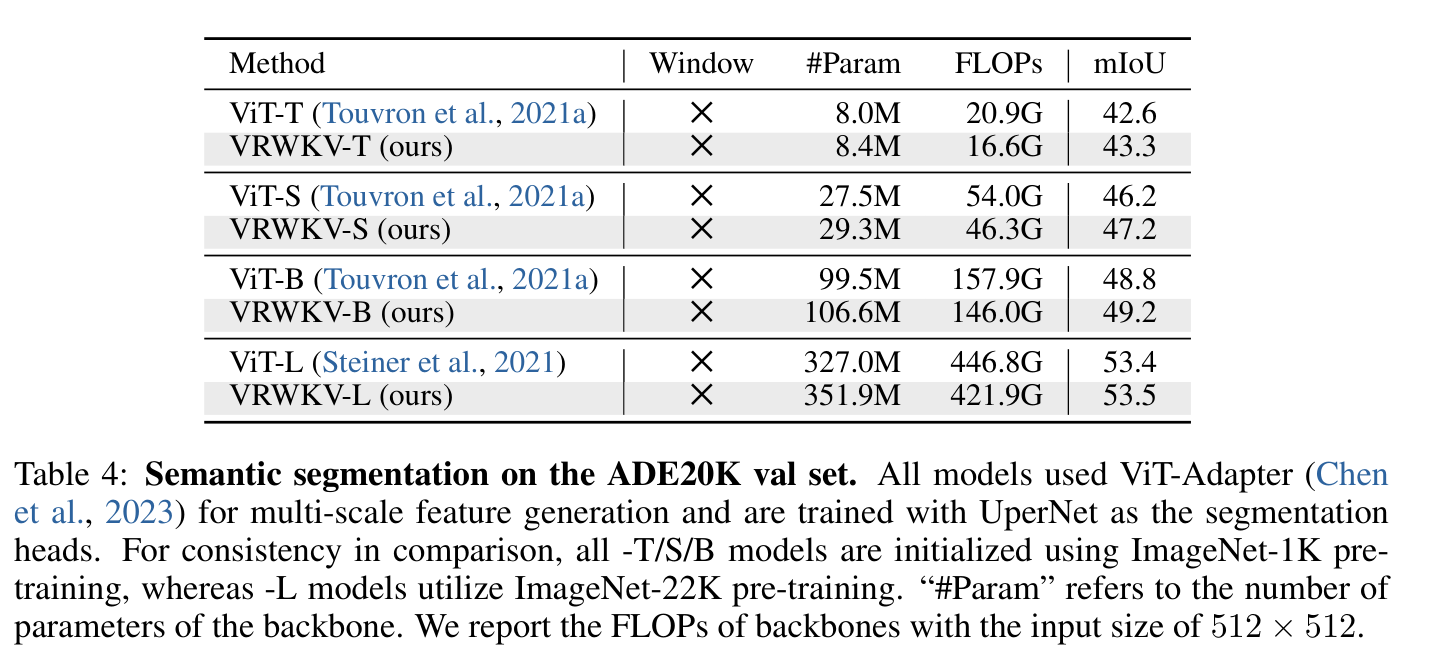 Method Window #Param FLOPs mIoU
ViT-T (Touvron et al., 2021a) × 8.0M 20.9G 42.6
VRWKV-T (ours) × 8.4M 16.6G 43.3
ViT-S (Touvron et al., 2021a) × 27.5M 54.0G 46.2
VRWKV-S (ours) × 29.3M 46.3G 47.2
ViT-B (Touvron et al., 2021a) × 99.5M 157.9G 48.8
VRWKV-B (ours) × 106.6M 146.0G 49.2
ViT-L (Steiner et al., 2021) × 327.0M 446.8G 53.4
VRWKV-L (ours) × 351.9M 421.9G 53.5
Table 4: Semantic segmentation on the ADE20K val set. All models used ViT-Adapter (Chen
et al., 2023) for multi-scale feature generation and are trained with UperNet as the segmentation
heads. For consistency in comparison, all -T/S/B models are initialized using ImageNet-1K pre-
training, whereas -L models utilize ImageNet-22K pre-training. “#Param” refers to the number of
parameters of the backbone. We report the FLOPs of backbones with the input size of 512 × 512.